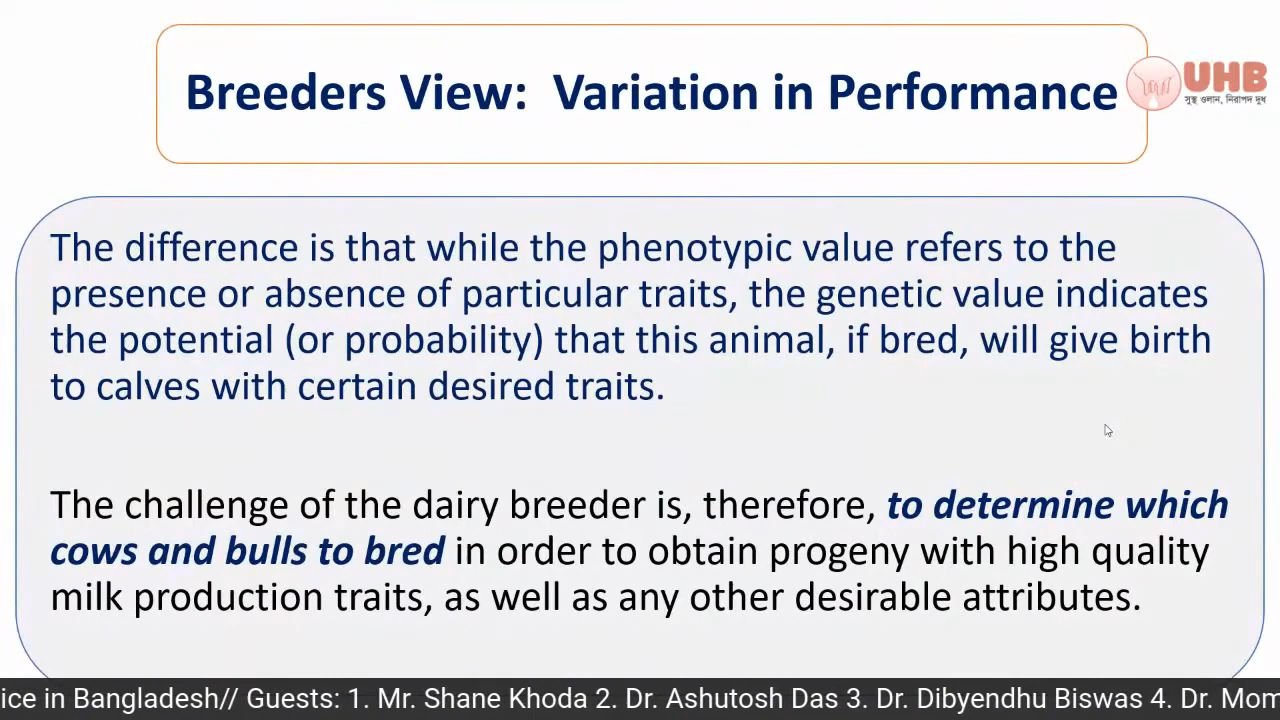 Breeders View: Variation in Performance
UHB
সুস্থ ওলান, নিরাপদ দুধ
The difference is that while the phenotypic value refers to the
presence or absence of particular traits, the genetic value indicates
the potential (or probability) that this animal, if bred, will give birth
to calves with certain desired traits.
The challenge of the dairy breeder is, therefore, to determine which
cows and bulls to bred in order to obtain progeny with high quality
milk production traits, as well as any other desirable attributes.
ice in Bangladesh// Guests: 1. Mr. Shane Khoda 2. Dr. Ashutosh Das 3. Dr. Dibyendhu Biswas 4. Dr. Mom